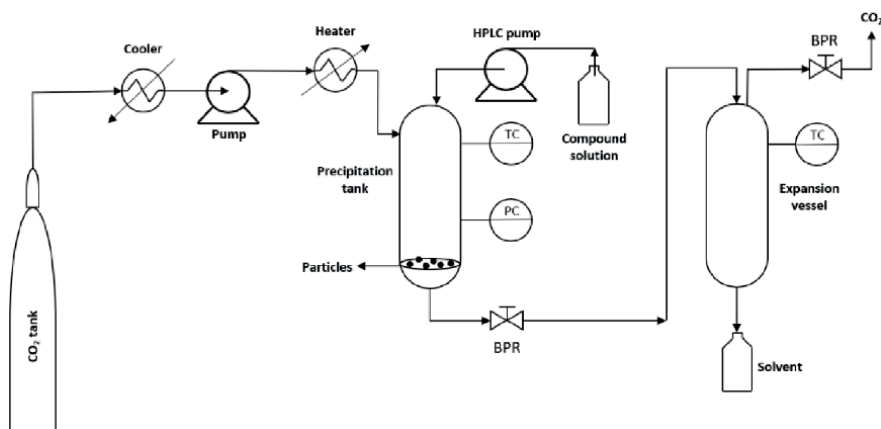 CO₂
Cooler
Heater
HPLC pump
BPR
Pump
Compound
solution
TC
TC
Precipitation
tank
Expansion
vessel
PC
Particles
CO₂ tank
BPR
Solvent